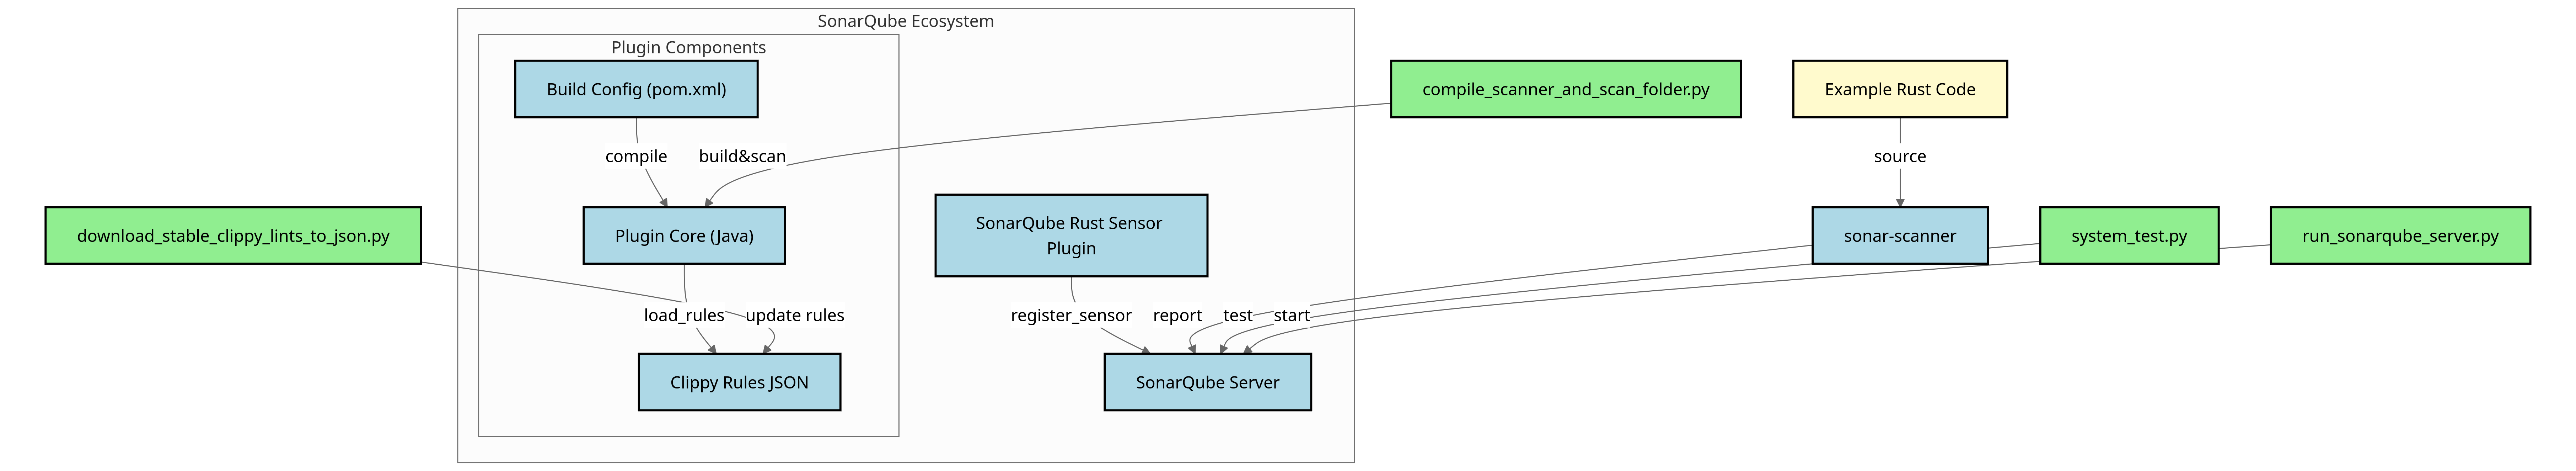 SonarQube Ecosystem
Plugin Components
Build Config (pom.xml)
compile_scanner_and_scan_folder.py
Example Rust Code
compile
build&scan
source
download_stable_clippy_lints_to_json.py
Plugin Core (Java)
SonarQube Rust Sensor
Plugin
sonar-scanner
system_test.py
run_sonarqube_server.py
load_rules
update rules
register_sensor
report
test
start
Clippy Rules JSON
SonarQube Server